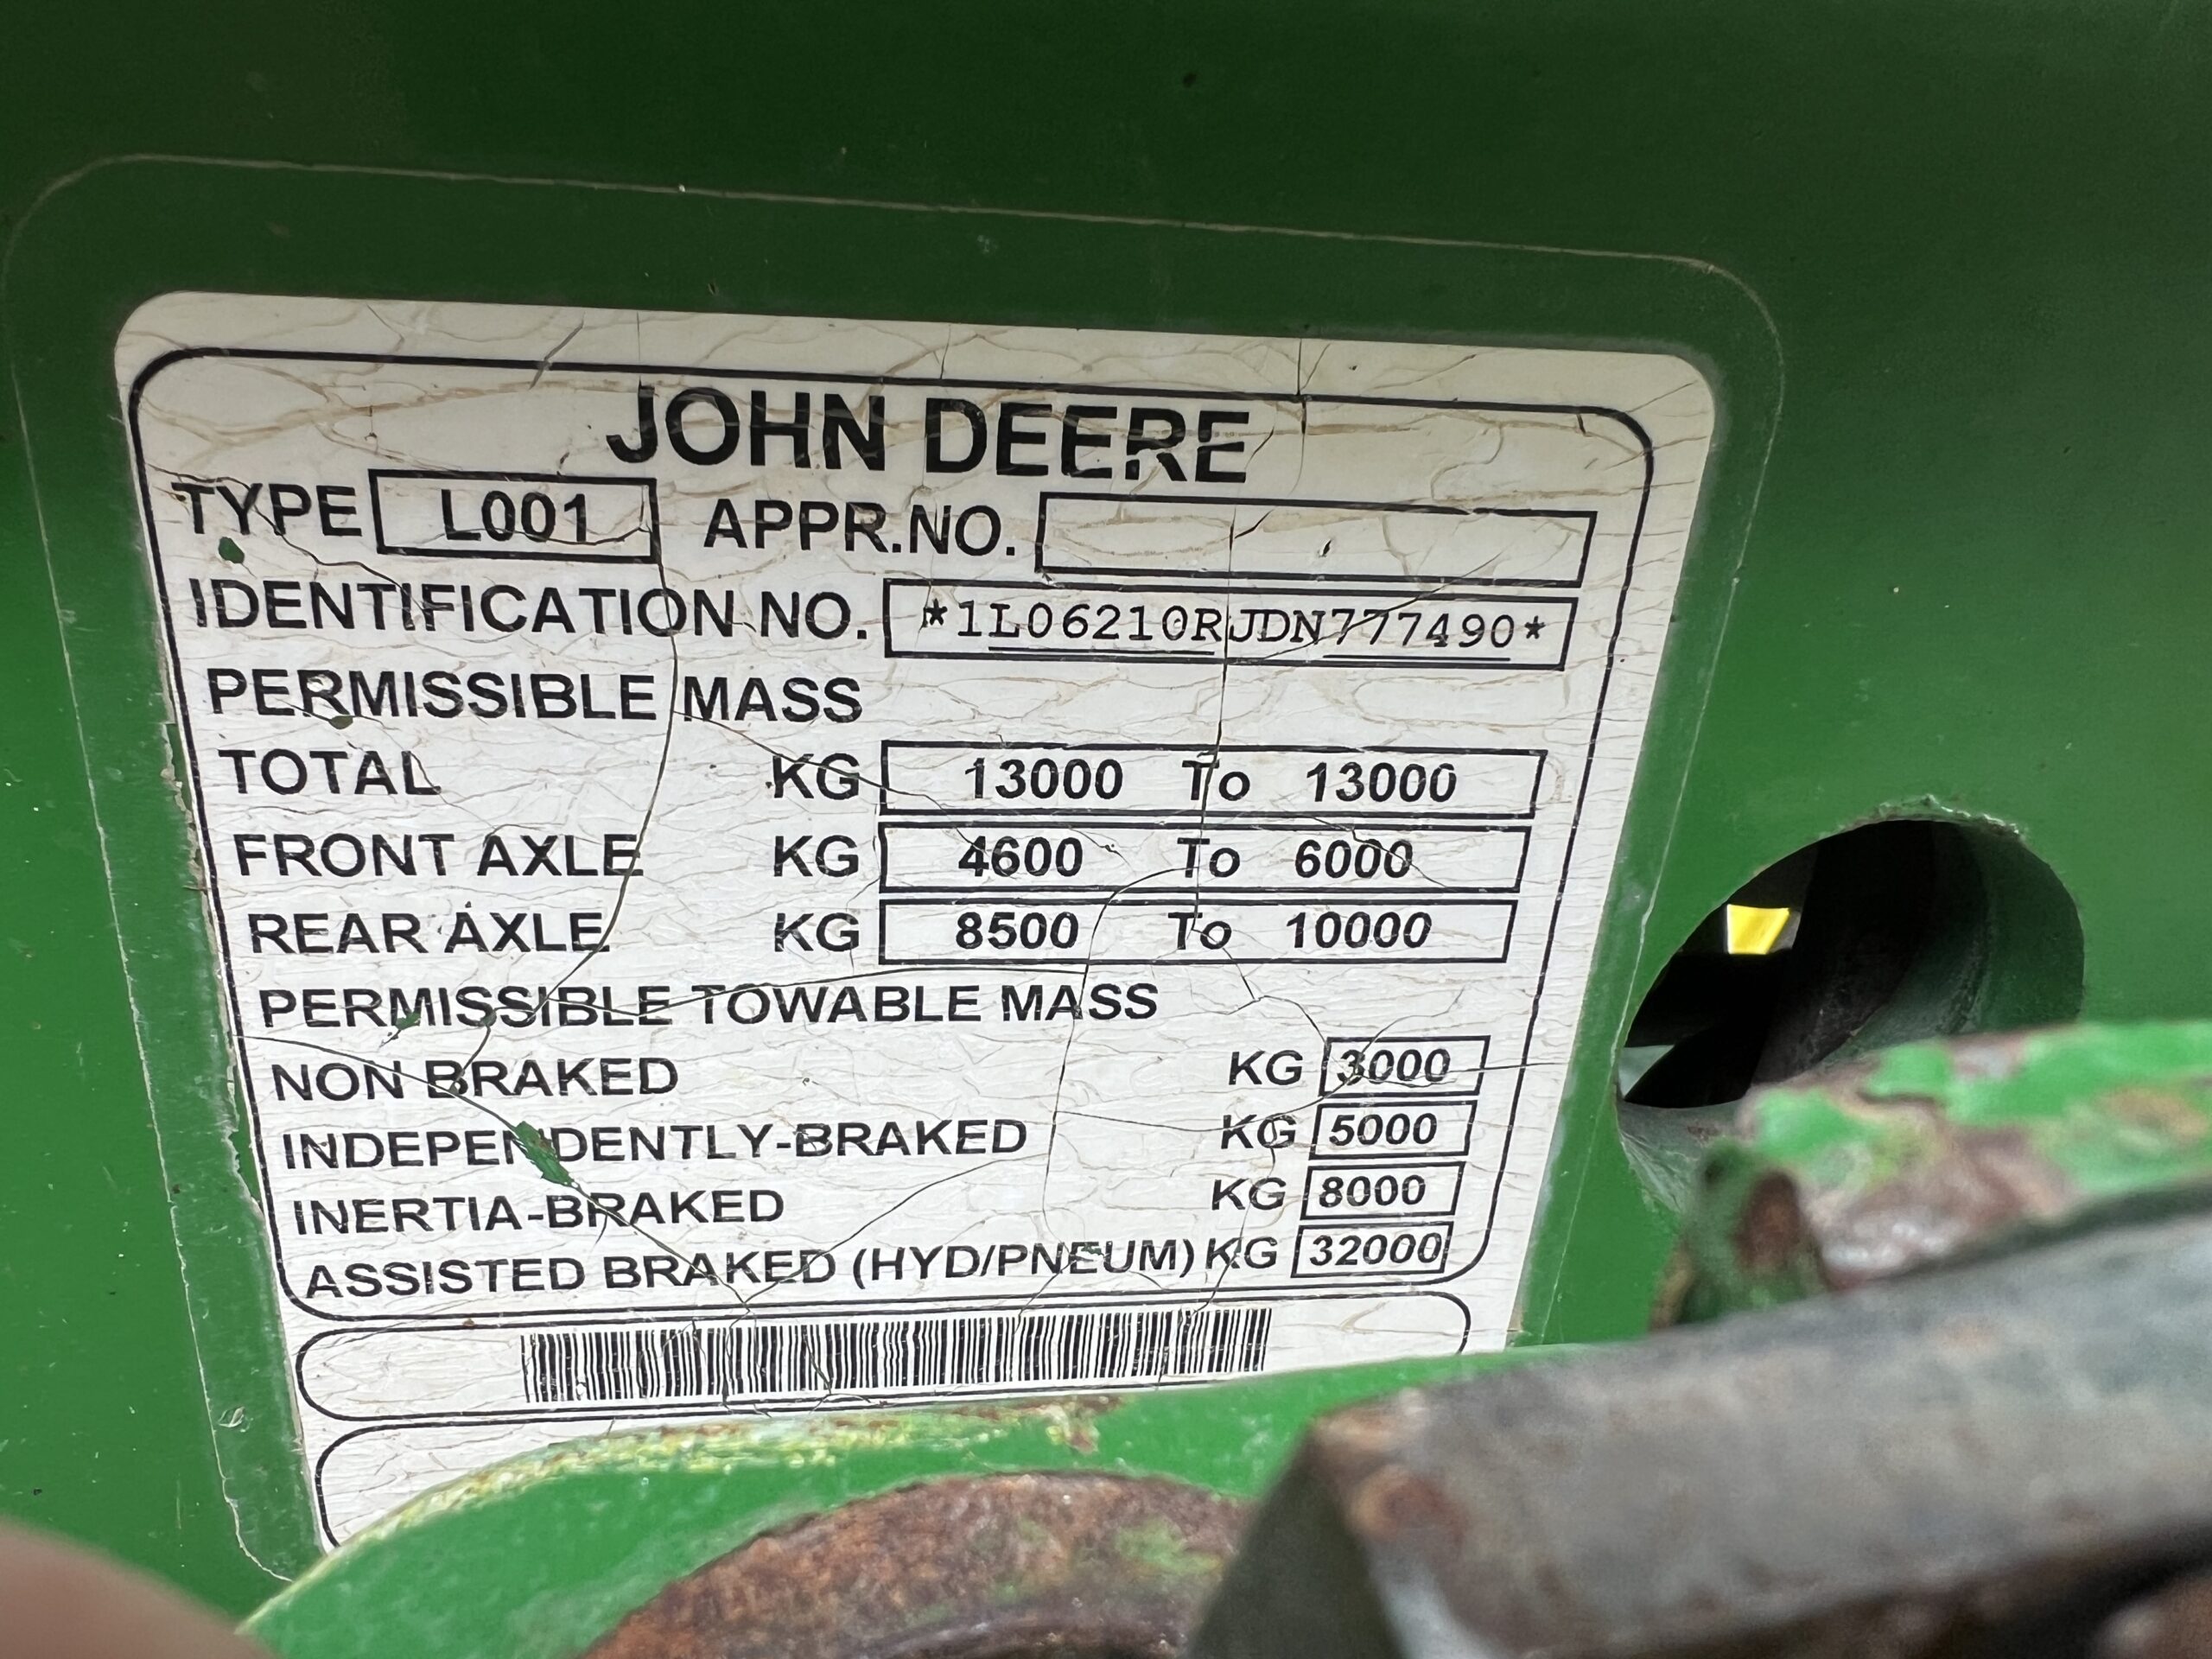 JOHN DEERE
TYPE L001 APPR.NO.
IDENTIFICATION NO. *1L06210RJDN777490*
PERMISSIBLE MASS
TOTAL KG 13000 To 13000
FRONT AXLE KG 4600 To 6000
REAR AXLE KG 8500 To 10000
PERMISSIBLE TOWABLE MASS
NON BRAKED KG 3000
INDEPENDENTLY-BRAKED KG 5000
INERTIA-BRAKED KG 8000
ASSISTED BRAKED (HYD/PNEUM) KG 32000